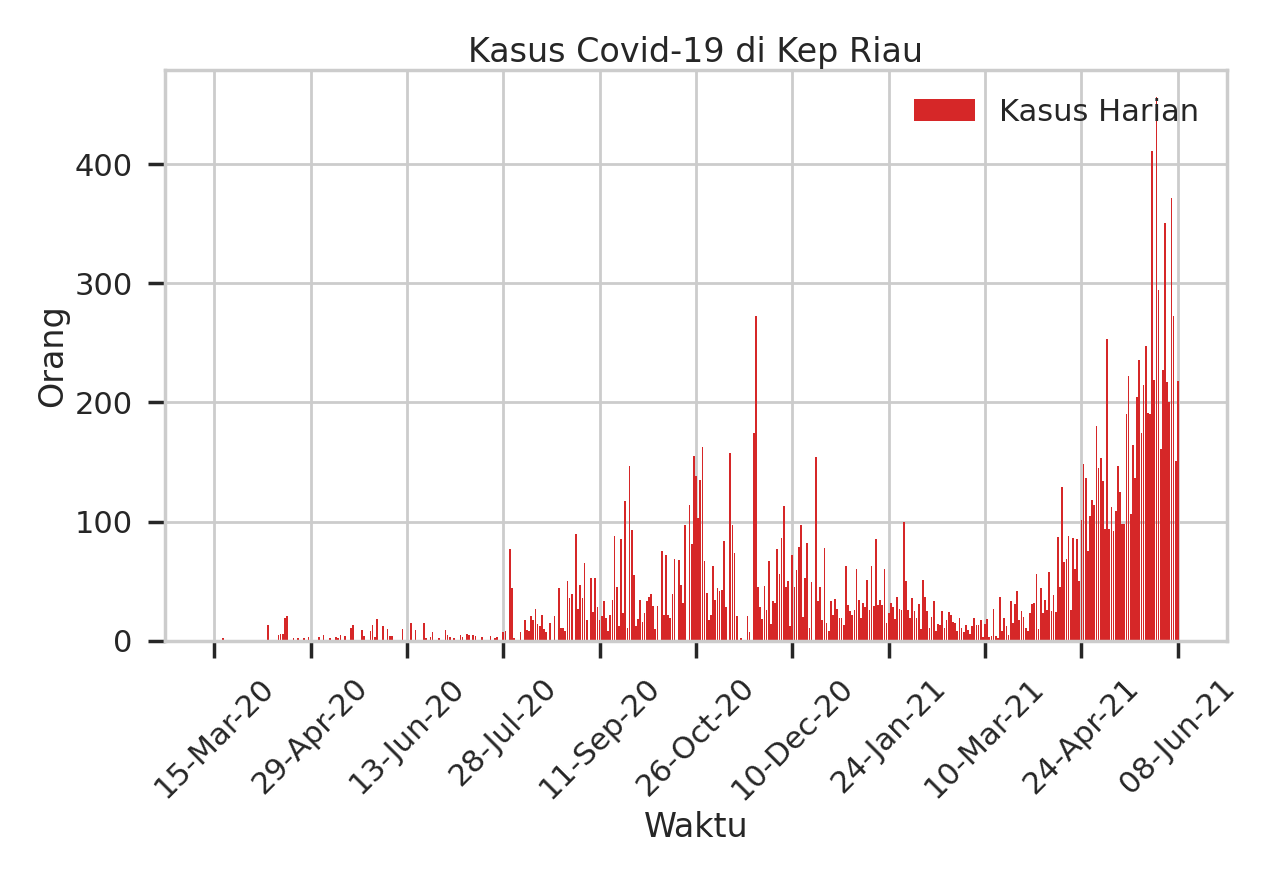 Kasus Covid-19 di Kep Riau
Kasus Harian
Orang
400
300
200
100
0
15-Mar-20
29-Apr-20
13-Jun-20
28-Jul-20
11-Sep-20
26-Oct-20
10-Dec-20
24-Jan-21
10-Mar-21
24-Apr-21
08-Jun-21
Waktu